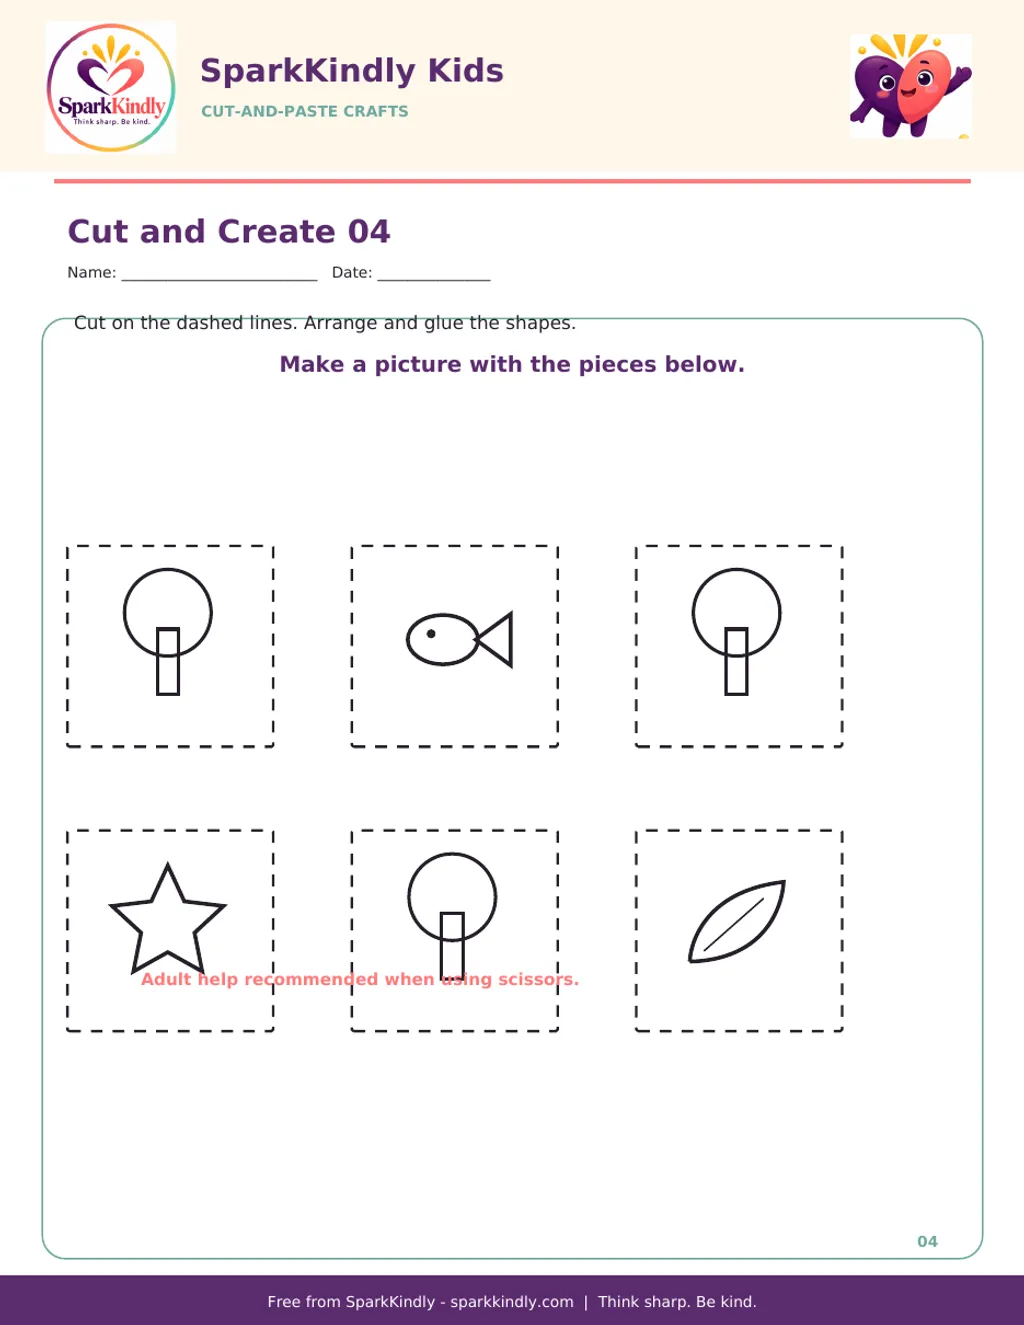 SparkKindly
Think sharp. Be kind.
SparkKindly Kids
CUT-AND-PASTE CRAFTS
Cut and Create 04
Name: __________________________ Date: _______________
Cut on the dashed lines. Arrange and glue the shapes.
Make a picture with the pieces below.
Adult help recommended when using scissors.
04
Free from SparkKindly - sparkkindly.com | Think sharp. Be kind.